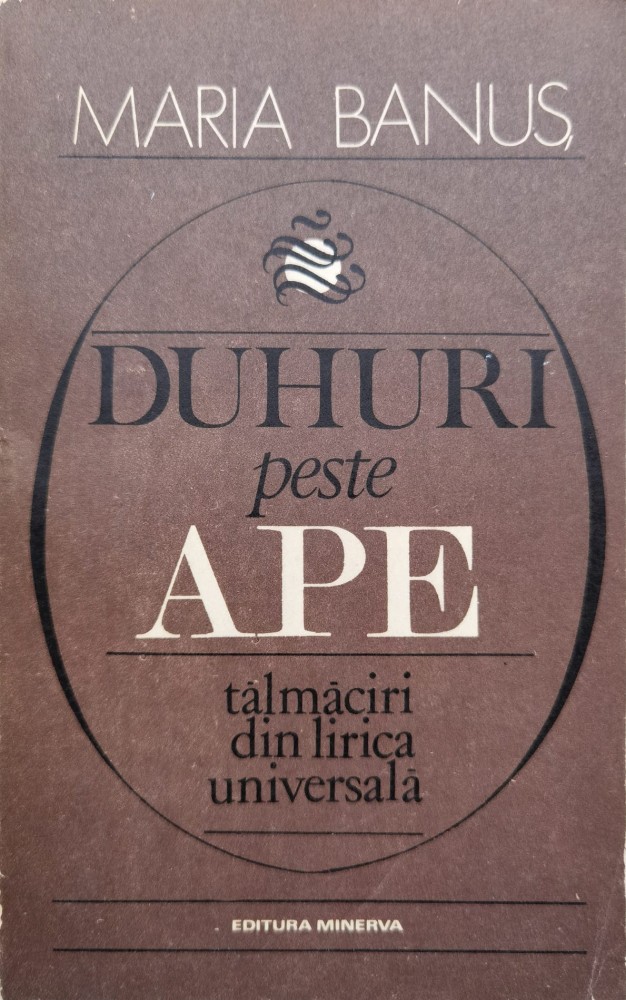 MARIA BANUȘ
DUHURI
peste
APE
tălmăciri
din lirica
universală
EDITURA MINERVA